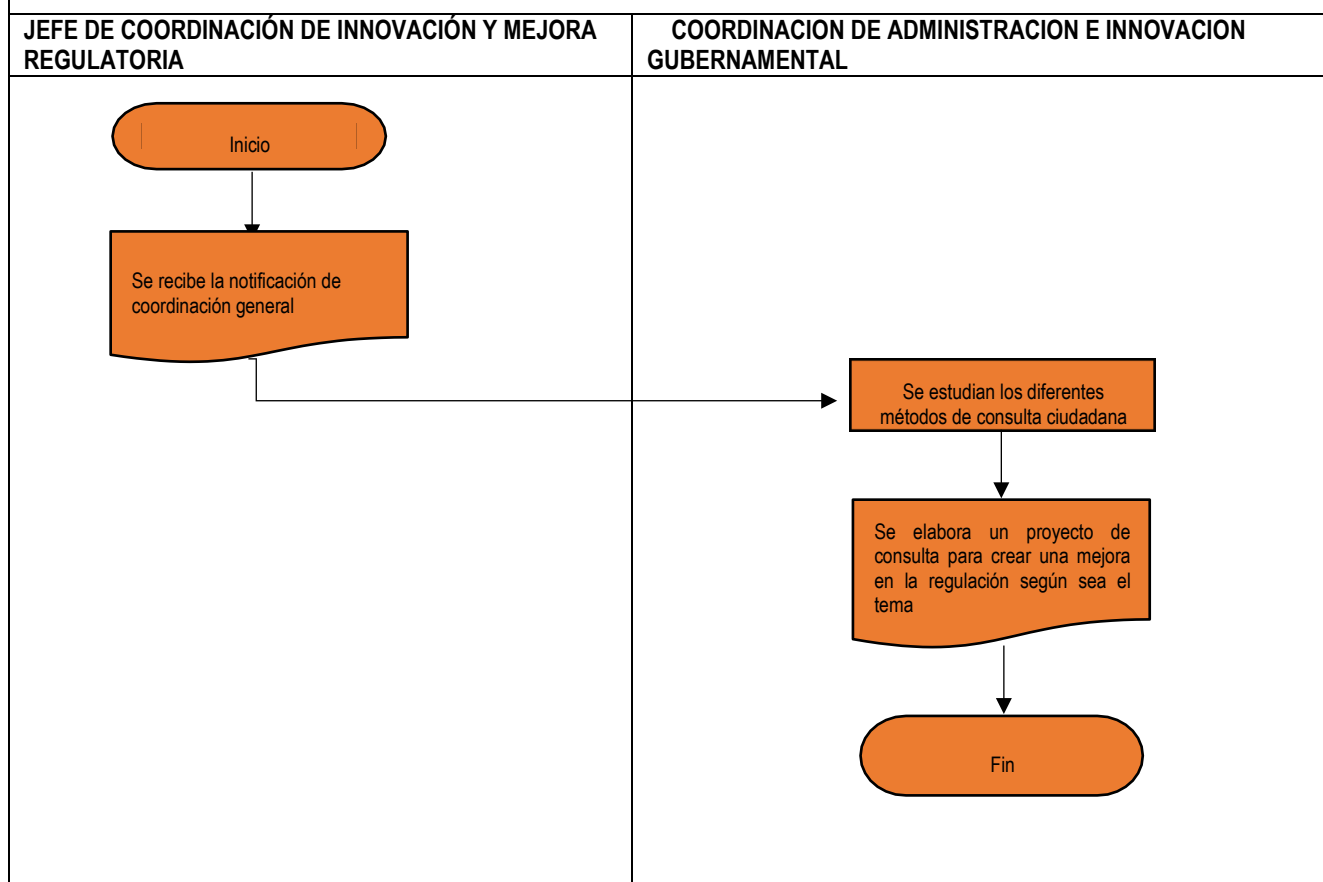 JEFE DE COORDINACIÓN DE INNOVACIÓN Y MEJORA
REGULATORIA
COORDINACION DE ADMINISTRACION E INNOVACION
GUBERNAMENTAL
Inicio
Se recibe la notificación de
coordinación general
Se estudian los diferentes
métodos de consulta ciudadana
Se elabora un proyecto de
consulta para crear una mejora
en la regulación según sea el
tema
Fin